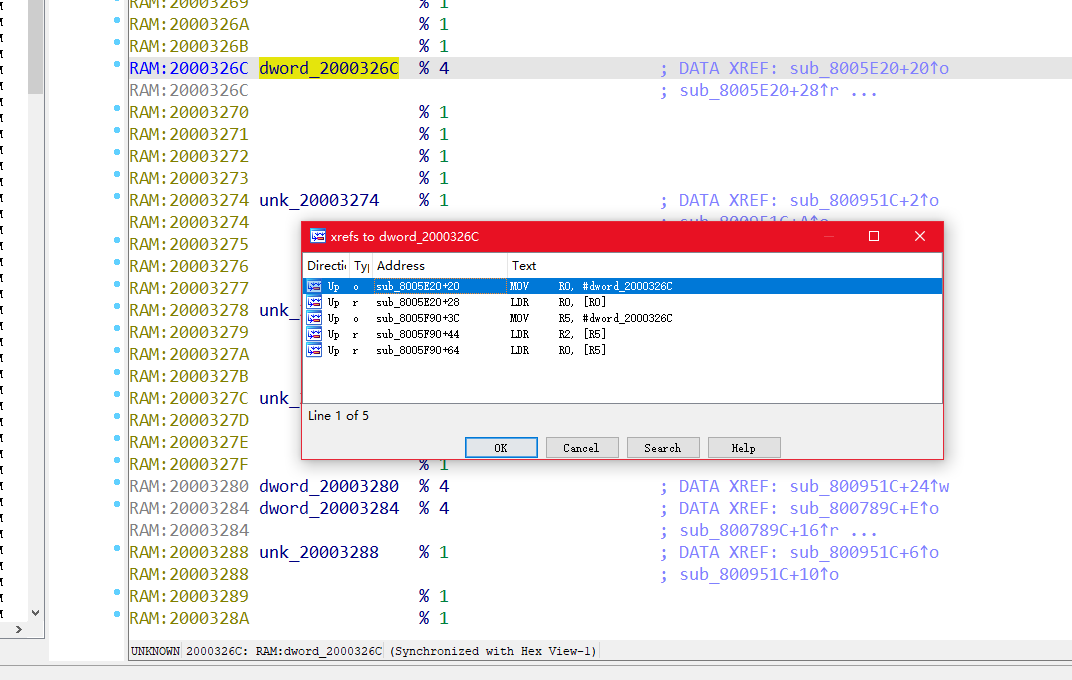 RAM:20003269 % 1
RAM:2000326A % 1
RAM:2000326B % 1
RAM:2000326C dword_2000326C % 4 ; DATA XREF: sub_8005E20+20↑o
RAM:2000326C ; sub_8005E20+28↑r ...
RAM:20003270 % 1
RAM:20003271 % 1
RAM:20003272 % 1
RAM:20003273 % 1
RAM:20003274 unk_20003274 % 1 ; DATA XREF: sub_800951C+2↑o
RAM:20003274 ; sub_800951C+A↑o
RAM:20003275
RAM:20003276
RAM:20003277
RAM:20003278 unk_
RAM:20003279
RAM:2000327A
RAM:2000327B
RAM:2000327C unk_
RAM:2000327D
RAM:2000327E
RAM:2000327F % 1
RAM:20003280 dword_20003280 % 4 ; DATA XREF: sub_800951C+24↑w
RAM:20003284 dword_20003284 % 4 ; DATA XREF: sub_800789C+E↑o
RAM:20003284 ; sub_800789C+16↑r ...
RAM:20003288 unk_20003288 % 1 ; DATA XREF: sub_800951C+6↑o
RAM:20003288 ; sub_800951C+10↑o
RAM:20003289 % 1
RAM:2000328A % 1
UNKNOWN 2000326C: RAM:dword_2000326C (Synchronized with Hex View-1)
xrefs to dword_2000326C
Directic Ty Address Text
Up o sub_8005E20+20 MOV R0, #dword_2000326C
Up r sub_8005E20+28 LDR R0, [R0]
Up o sub_8005F90+3C MOV R5, #dword_2000326C
Up r sub_8005F90+44 LDR R2, [R5]
Up r sub_8005F90+64 LDR R0, [R5]
Line 1 of 5
OK Cancel Search Help